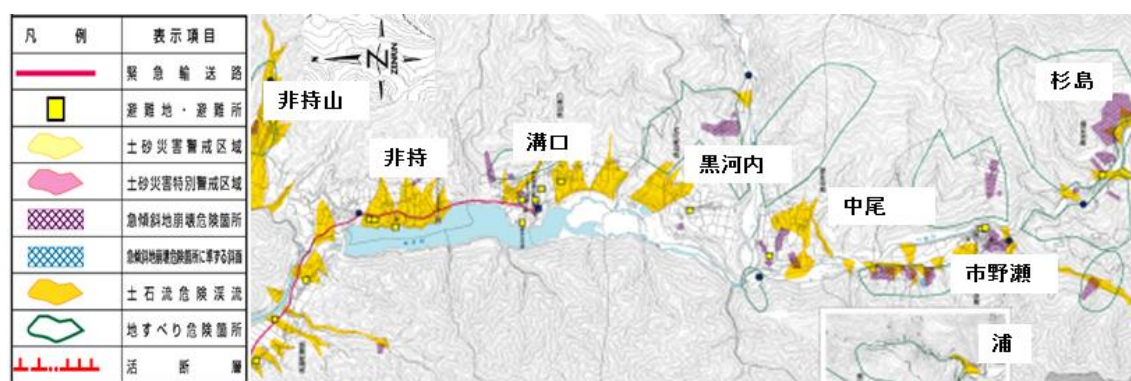 凡例 表示項目
緊急輸送路
避難地・避難所
土砂災害警戒区域
土砂災害特別警戒区域
急傾斜地崩壊危険箇所
急傾斜地崩壊危険箇所に準ずる斜面
土石流危険渓流
地すべり危険箇所
活断層
非持山
非持
溝口
黒河内
中尾
杉島
市野瀬
浦